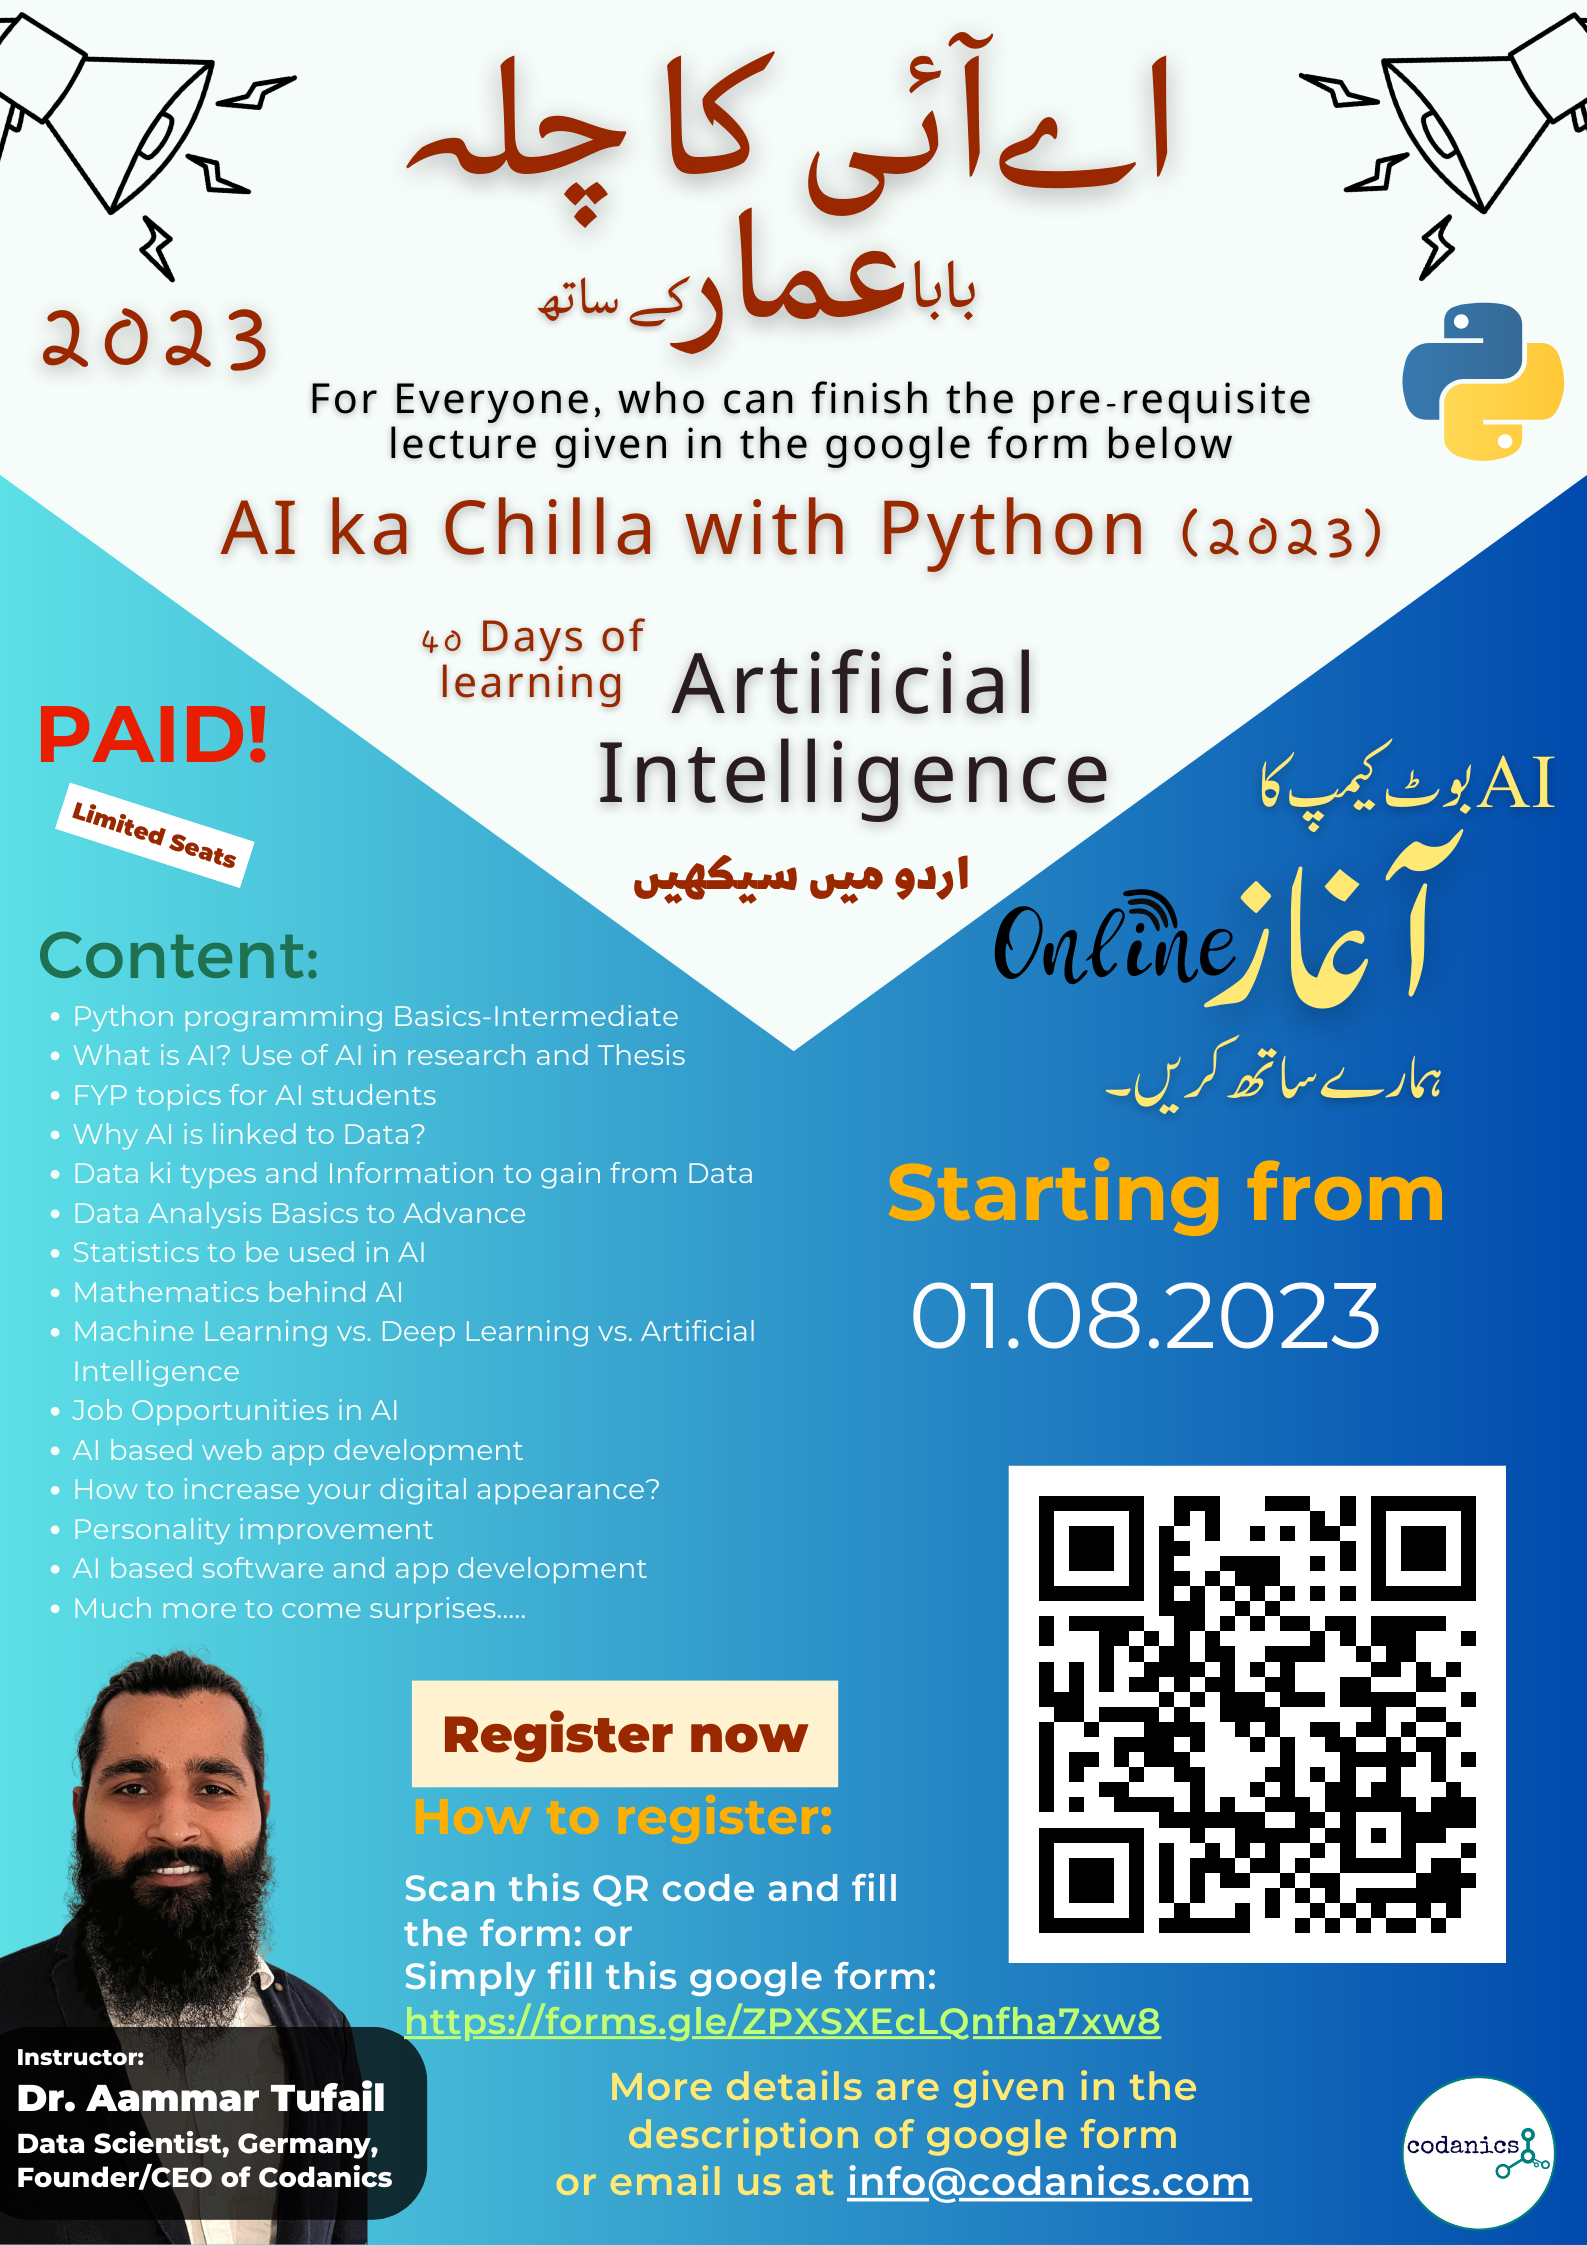 اےآئی کا چلہ
بابا عمار کے ساتھ
2023
For Everyone, who can finish the pre-requisite
lecture given in the google form below
AI ka Chilla with Python (2023)
40 Days of
learning
Artificial
Intelligence
اردو میں سیکھیں
PAID!
Limited Seats
AI بوٹ کیمپ کا
آغاز
Online
ہمارے ساتھ کریں۔
Starting from
01.08.2023
Content:
• Python programming Basics-Intermediate
• What is AI? Use of AI in research and Thesis
• FYP topics for AI students
• Why AI is linked to Data?
• Data ki types and Information to gain from Data
• Data Analysis Basics to Advance
• Statistics to be used in AI
• Mathematics behind AI
• Machine Learning vs. Deep Learning vs. Artificial
Intelligence
• Job Opportunities in AI
• AI based web app development
• How to increase your digital appearance?
• Personality improvement
• AI based software and app development
• Much more to come surprises.....
Register now
How to register:
Scan this QR code and fill
the form: or
Simply fill this google form:
https://forms.gle/ZPXSXEcLQnfha7xw8
Instructor:
Dr. Aammar Tufail
Data Scientist, Germany,
Founder/CEO of Codanics
More details are given in the
description of google form
or email us at info@codanics.com
codanics